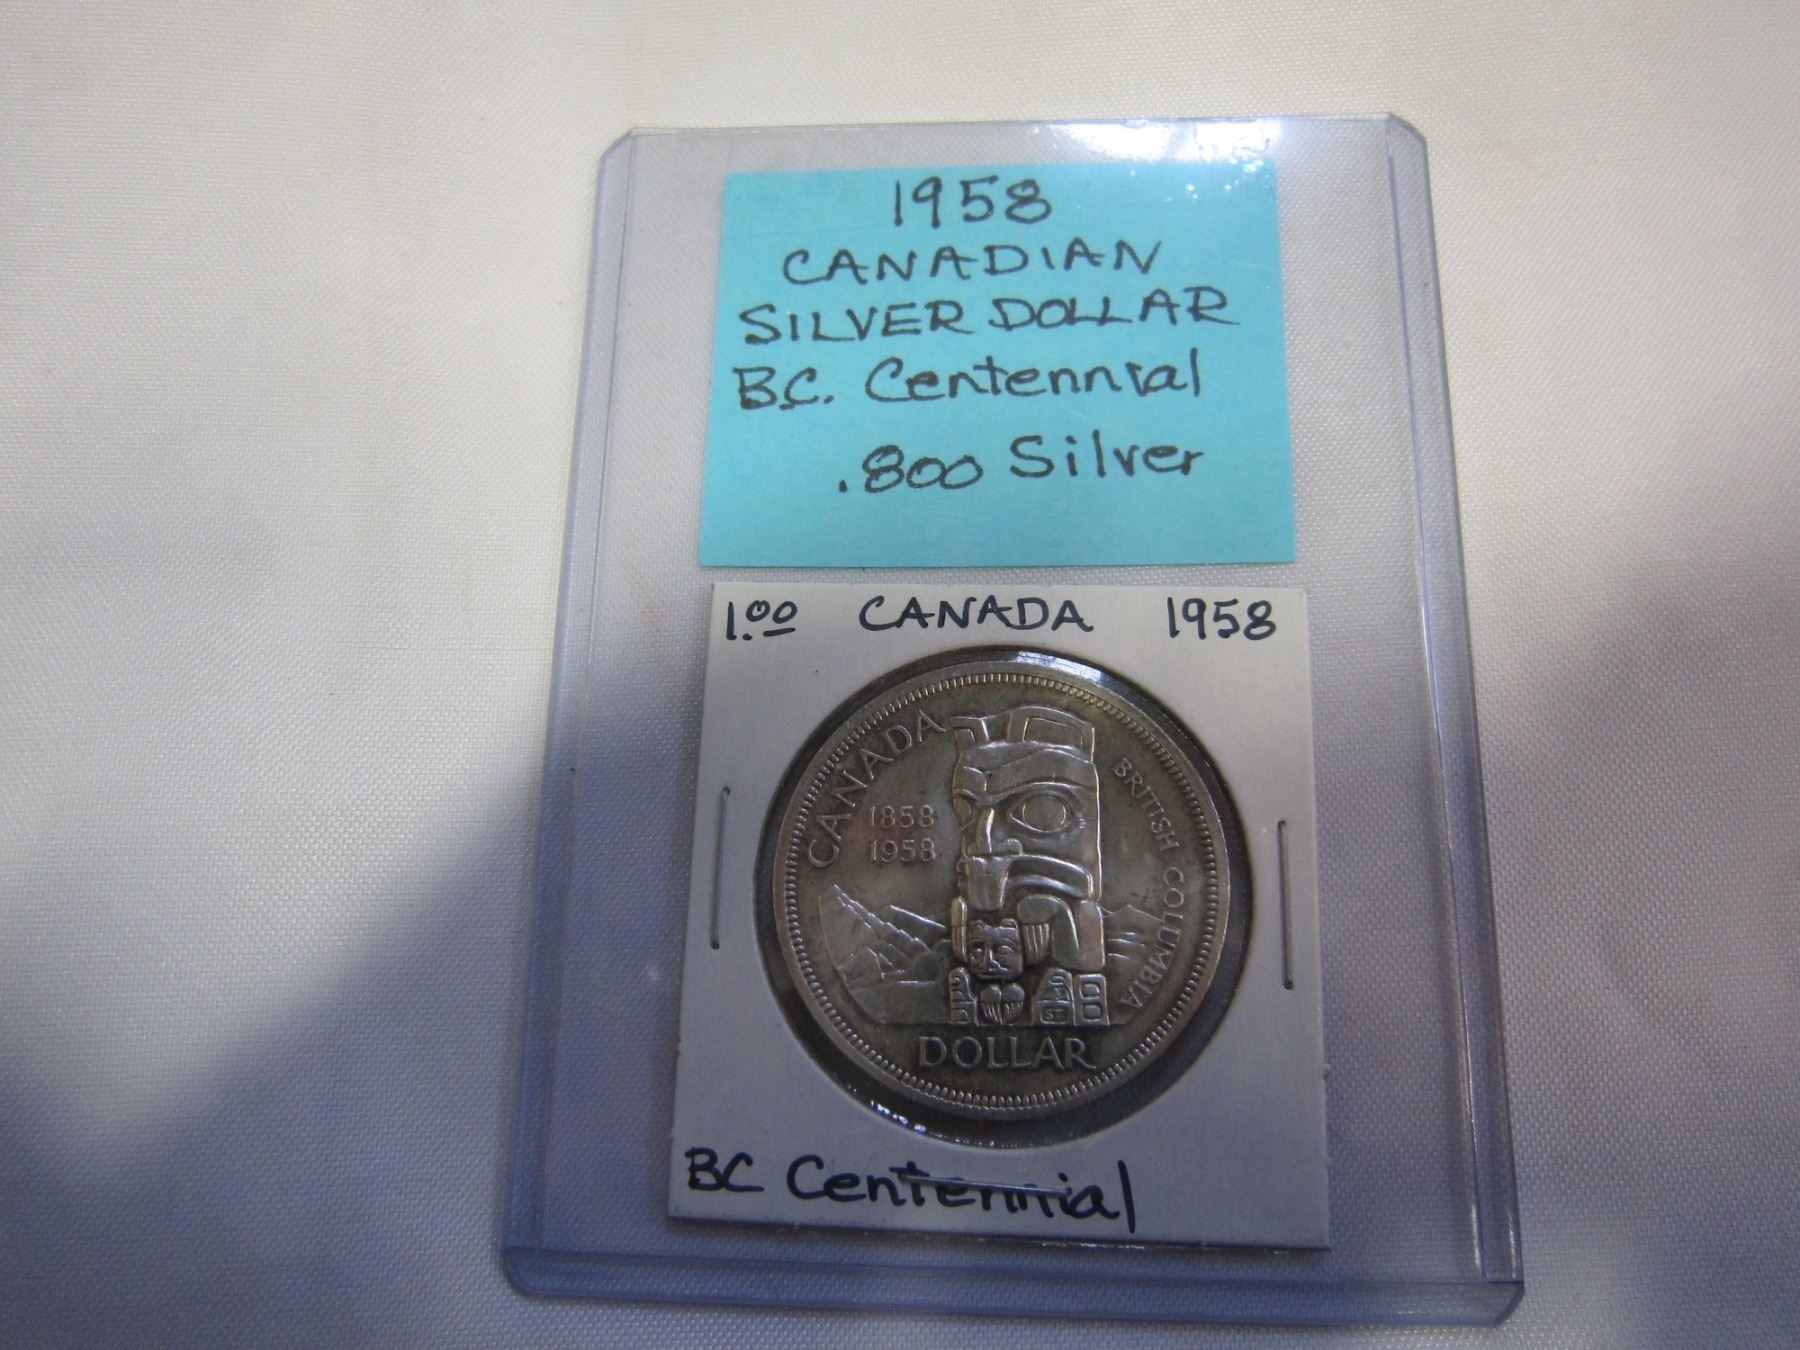 1958
CANADIAN
SILVER DOLLAR
B.C. Centennial
.800 Silver
1.00 CANADA 1958
CANADA
1858
1958
BRITISH COLUMBIA
ST
DOLLAR
BC Centennial